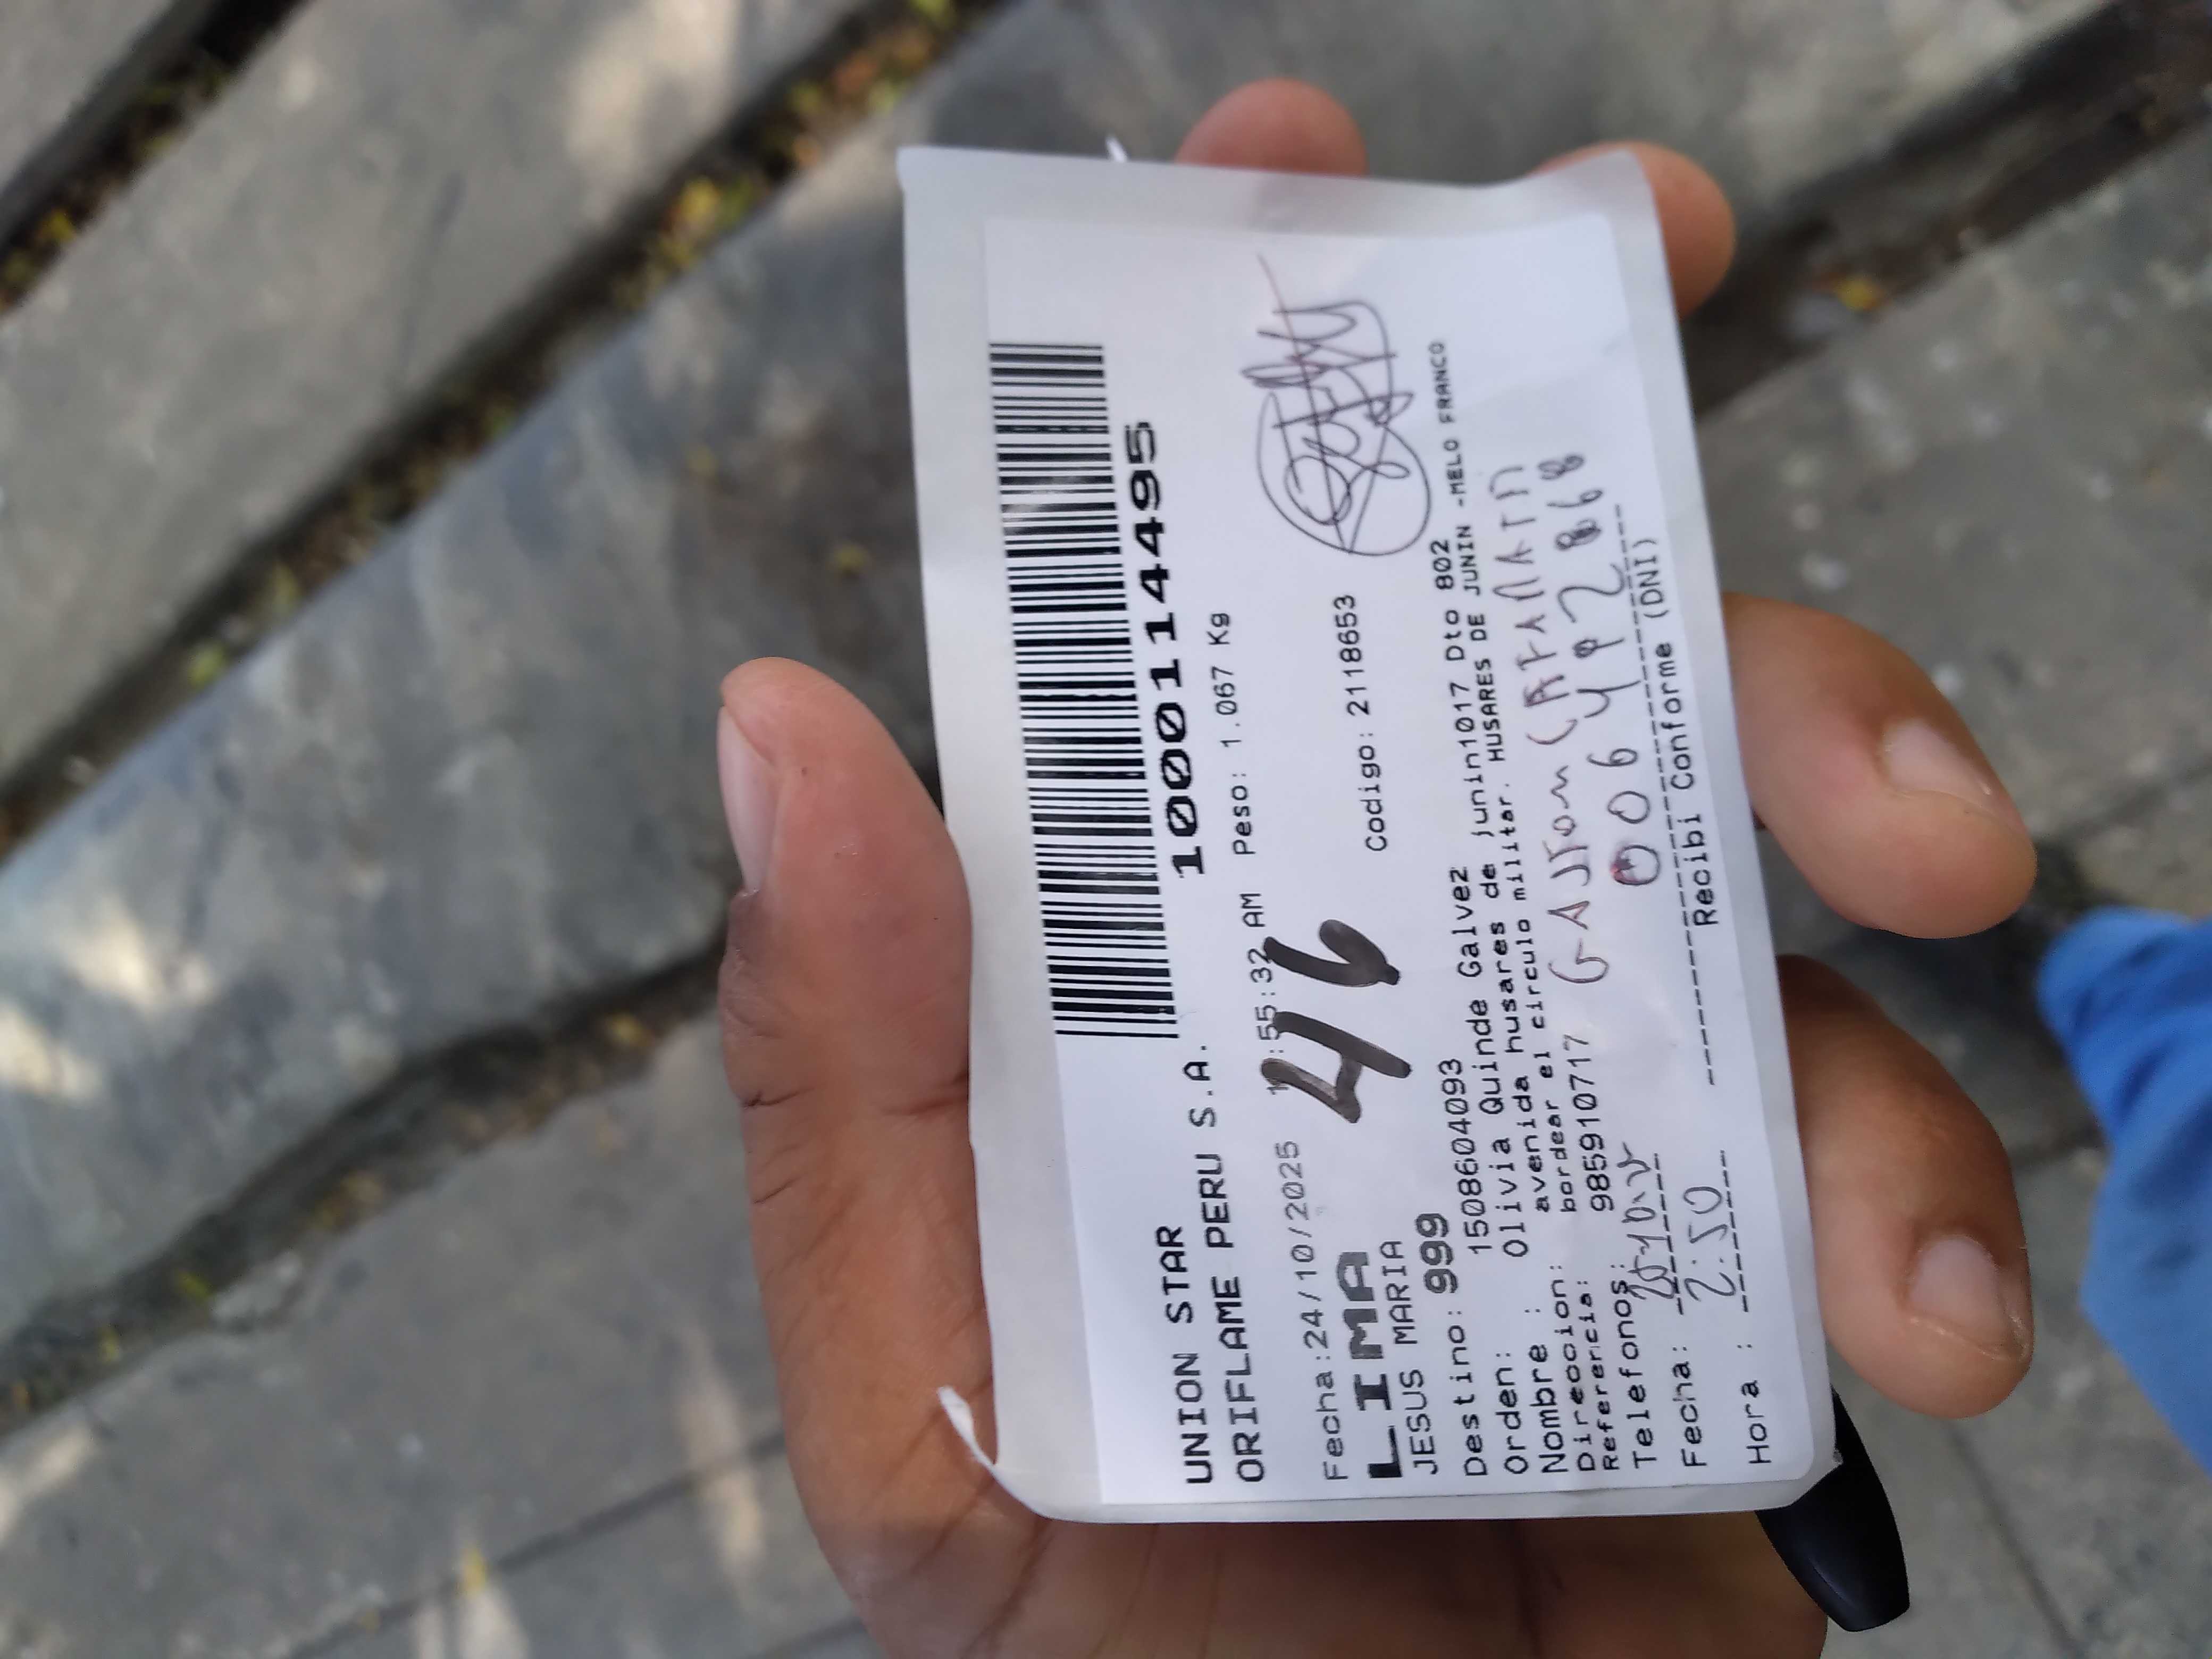 1000114495
UNION STAR
ORIFLAME PERU S.A.
Fecha:24/10/2025 :55:32 AM Peso: 1.067 Kg
LIMA 46
JESUS MARIA Codigo: 2118653
Destino: 999
Orden: 1508604093
Nombre : Olivia Quinde Galvez
Direccion: avenida husares de junin1017 Dto 802
Referencia: bordear el circulo militar. HUSARES DE JUNIN -MELO FRANCO
Telefonos: 985910717
Fecha:
Hora : 2:50
Recibi Conforme (DNI)